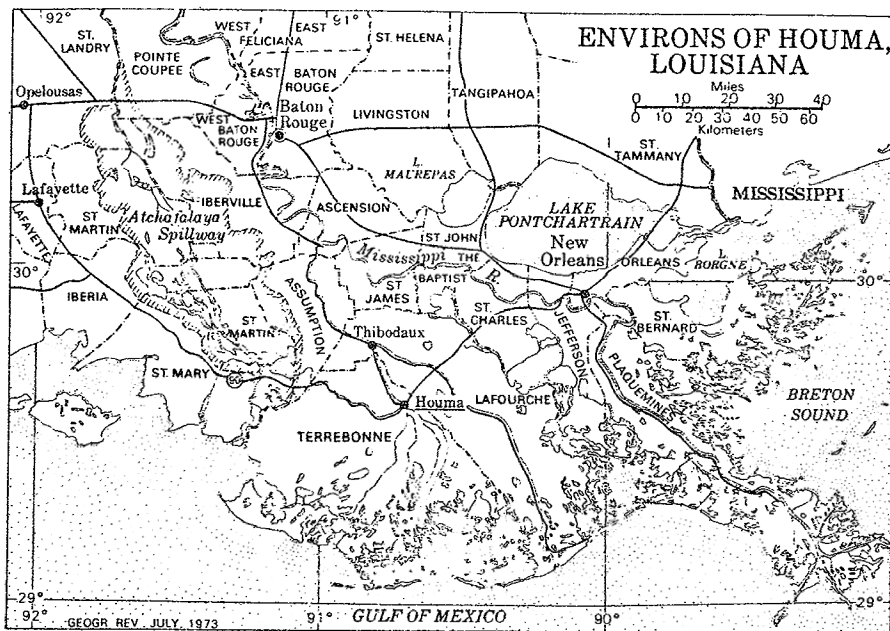 92°
91°
ENVIRONS OF HOUMA,
LOUISIANA
Miles
0 10 20 30 40
0 10 20 30 40 50 60
Kilometers
ST. LANDRY
POINTE COUPEE
WEST FELICIANA
EAST
ST. HELENA
EAST BATON ROUGE
TANGIPAHOA
Opelousas
WEST BATON ROUGE
Baton Rouge
LIVINGSTON
ST. TAMMANY
L. MAUREPAS
MISSISSIPPI
Lafayette
LAFAYETTE
ST MARTIN
IBERVILLE
Atchafalaya Spillway
ASCENSION
LAKE PONTCHARTRAIN
ST JOHN THE BAPTIST
Mississippi R.
New Orleans
ORLEANS
L. BORGNE
30°
30°
IBERIA
ASSUMPTION
ST JAMES
ST. CHARLES
JEFFERSON
ST. BERNARD
ST MARTIN
Thibodaux
PLAQUEMINE
ST. MARY
90
Houma
LAFOURCHE
BRETON SOUND
TERREBONNE
29°
29°
92°
91°
90°
GULF OF MEXICO
GEOGR REV. JULY, 1973